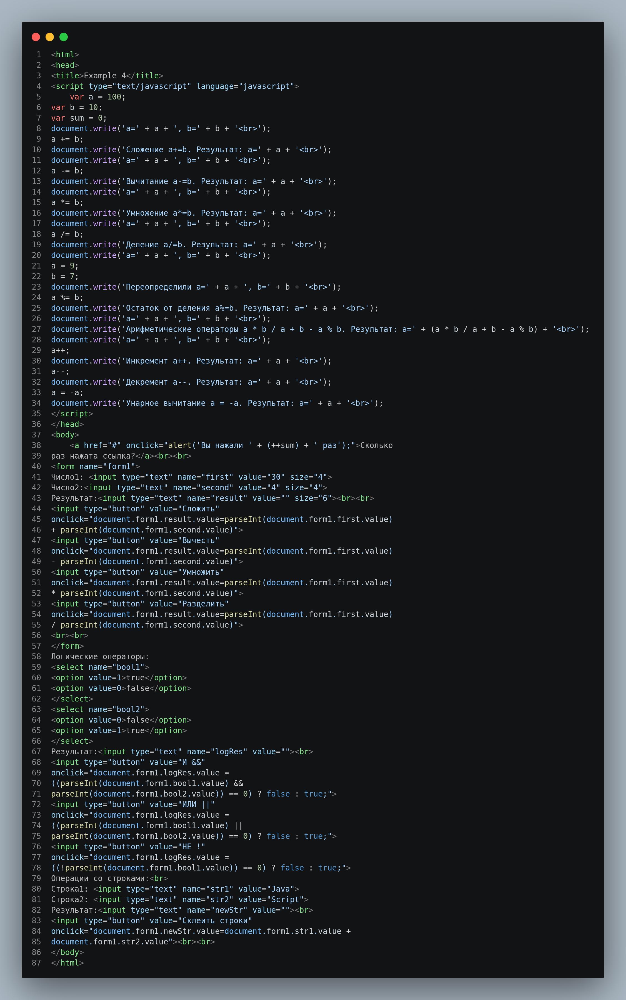 1 <html>
2 <head>
3 <title>Example 4</title>
4 <script type="text/javascript" language="javascript">
5     var a = 100;
6 var b = 10;
7 var sum = 0;
8 document.write('a=' + a + ', b=' + b + '<br>');
9 a += b;
10 document.write('Сложение a+=b. Результат: a=' + a + '<br>');
11 document.write('a=' + a + ', b=' + b + '<br>');
12 a -= b;
13 document.write('Вычитание a-=b. Результат: a=' + a + '<br>');
14 document.write('a=' + a + ', b=' + b + '<br>');
15 a *= b;
16 document.write('Умножение a*=b. Результат: a=' + a + '<br>');
17 document.write('a=' + a + ', b=' + b + '<br>');
18 a /= b;
19 document.write('Деление a/=b. Результат: a=' + a + '<br>');
20 document.write('a=' + a + ', b=' + b + '<br>');
21 a = 9;
22 b = 7;
23 document.write('Переопределили a=' + a + ', b=' + b + '<br>');
24 a %= b;
25 document.write('Остаток от деления a%=b. Результат: a=' + a + '<br>');
26 document.write('a=' + a + ', b=' + b + '<br>');
27 document.write('Арифметические операторы a * b / a + b - a % b. Результат: a=' + (a * b / a + b - a % b) + '<br>');
28 document.write('a=' + a + ', b=' + b + '<br>');
29 a++;
30 document.write('Инкремент a++. Результат: a=' + a + '<br>');
31 a--;
32 document.write('Декремент a--. Результат: a=' + a + '<br>');
33 a = -a;
34 document.write('Унарное вычитание a = -a. Результат: a=' + a + '<br>');
35 </script>
36 </head>
37 <body>
38     <a href="#" onclick="alert('Вы нажали ' + (++sum) + ' раз');">Сколько
39 раз нажата ссылка?</a><br><br>
40 <form name="form1">
41 Число1: <input type="text" name="first" value="30" size="4">
42 Число2:<input type="text" name="second" value="4" size="4">
43 Результат:<input type="text" name="result" value="" size="6"><br><br>
44 <input type="button" value="Сложить"
45 onclick="document.form1.result.value=parseInt(document.form1.first.value)
46 + parseInt(document.form1.second.value)">
47 <input type="button" value="Вычесть"
48 onclick="document.form1.result.value=parseInt(document.form1.first.value)
49 - parseInt(document.form1.second.value)">
50 <input type="button" value="Умножить"
51 onclick="document.form1.result.value=parseInt(document.form1.first.value)
52 * parseInt(document.form1.second.value)">
53 <input type="button" value="Разделить"
54 onclick="document.form1.result.value=parseInt(document.form1.first.value)
55 / parseInt(document.form1.second.value)">
56 <br><br>
57 </form>
58 Логические операторы:
59 <select name="bool1">
60 <option value=1>true</option>
61 <option value=0>false</option>
62 </select>
63 <select name="bool2">
64 <option value=0>false</option>
65 <option value=1>true</option>
66 </select>
67 Результат:<input type="text" name="logRes" value=""><br>
68 <input type="button" value="И &&"
69 onclick="document.form1.logRes.value =
70 ((parseInt(document.form1.bool1.value) &&
71 parseInt(document.form1.bool2.value)) == 0) ? false : true;">
72 <input type="button" value="ИЛИ ||"
73 onclick="document.form1.logRes.value =
74 ((parseInt(document.form1.bool1.value) ||
75 parseInt(document.form1.bool2.value)) == 0) ? false : true;">
76 <input type="button" value="НЕ !"
77 onclick="document.form1.logRes.value =
78 ((!parseInt(document.form1.bool1.value)) == 0) ? false : true;">
79 Операции со строками:<br>
80 Строка1: <input type="text" name="str1" value="Java">
81 Строка2: <input type="text" name="str2" value="Script">
82 Результат:<input type="text" name="newStr" value=""><br>
83 <input type="button" value="Склеить строки"
84 onclick="document.form1.newStr.value=document.form1.str1.value +
85 document.form1.str2.value"><br><br>
86 </body>
87 </html>